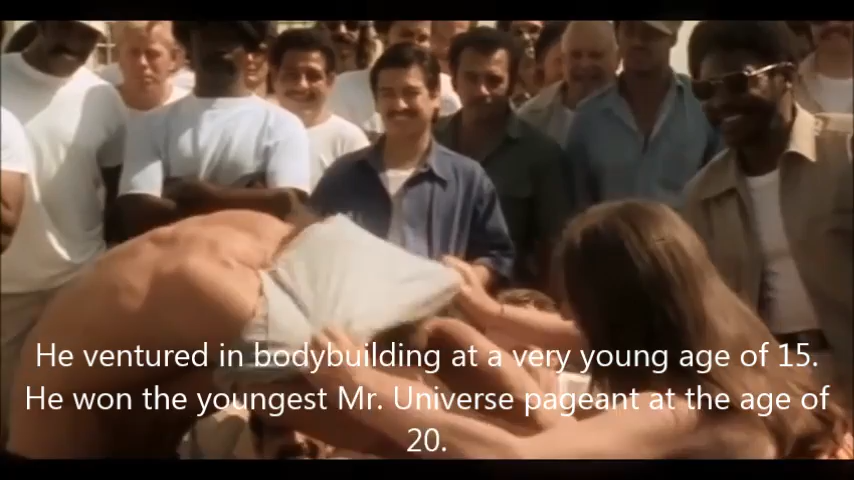 He ventured in bodybuilding at a very young age of 15.
He won the youngest Mr. Universe pageant at the age of
20.